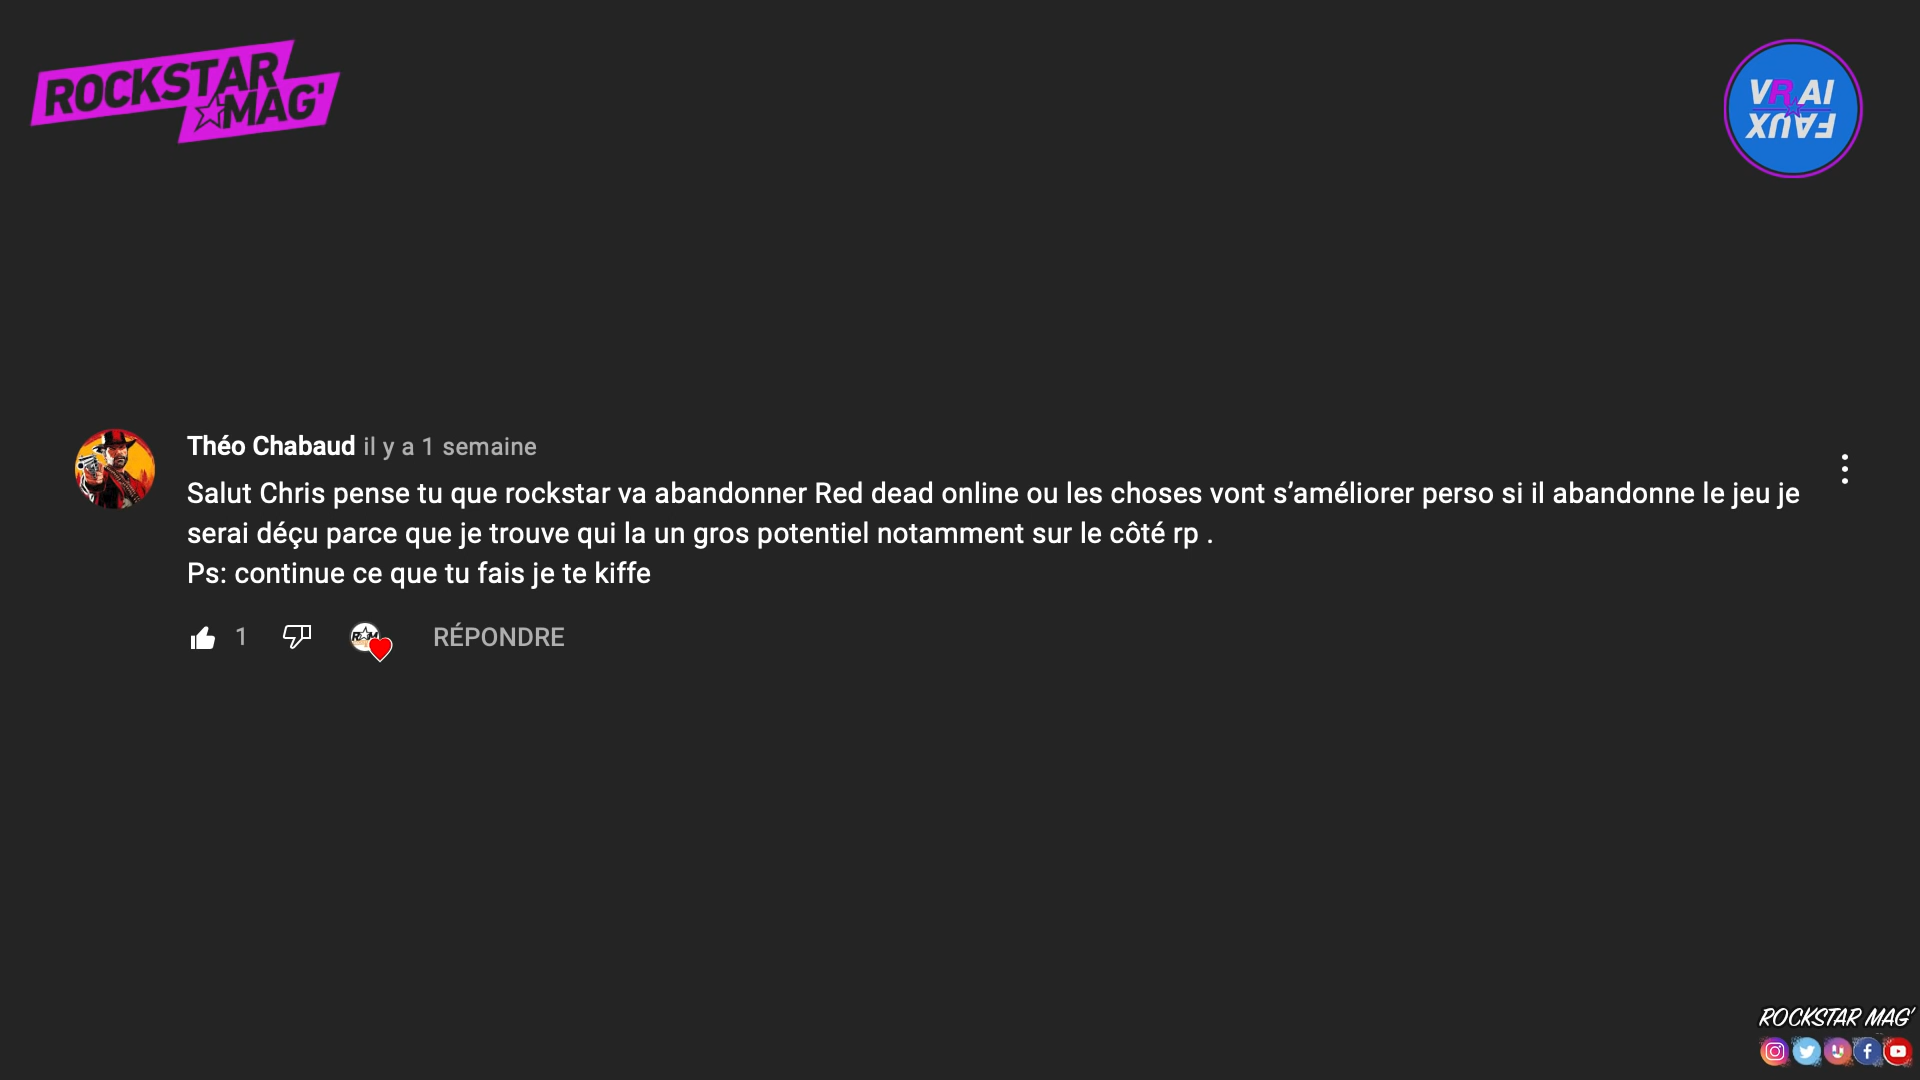 ROCKSTAR
MAG'
VRAI
FAUX
Théo Chabaud il y a 1 semaine
Salut Chris pense tu que rockstar va abandonner Red dead online ou les choses vont s’améliorer perso si il abandonne le jeu je
serai déçu parce que je trouve qui la un gros potentiel notamment sur le côté rp .
Ps: continue ce que tu fais je te kiffe
1
RÉPONDRE
ROCKSTAR MAG'